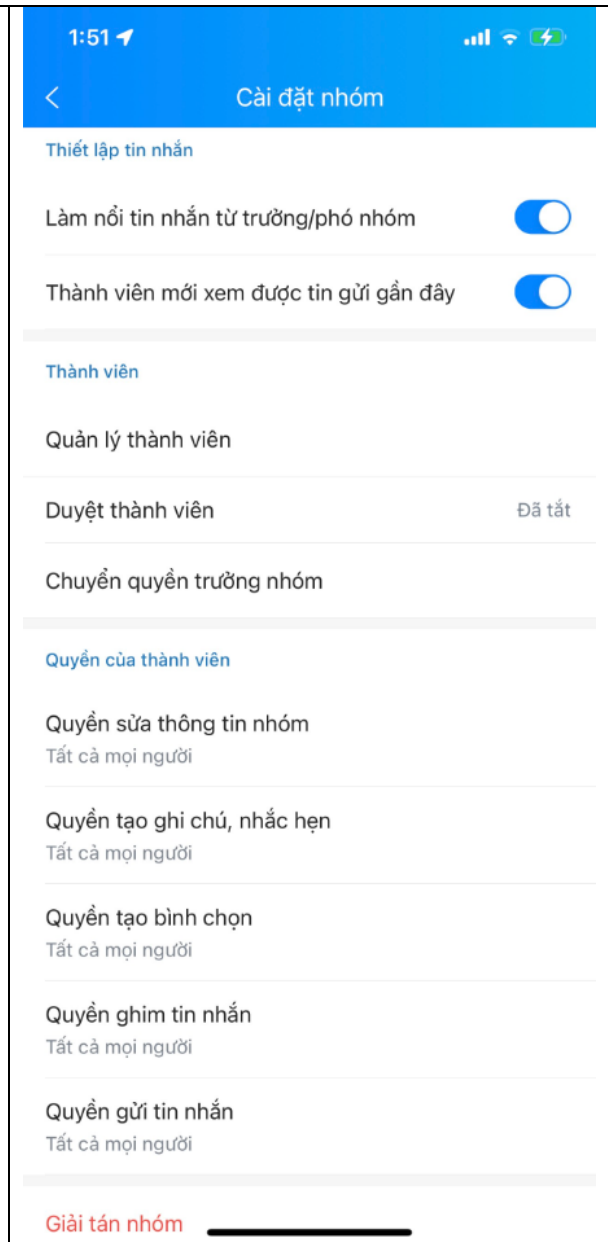 1:51
Cài đặt nhóm
Thiết lập tin nhắn
Làm nổi tin nhắn từ trưởng/phó nhóm
Thành viên mới xem được tin gửi gần đây
Thành viên
Quản lý thành viên
Duyệt thành viên Đã tắt
Chuyển quyền trưởng nhóm
Quyền của thành viên
Quyền sửa thông tin nhóm
Tất cả mọi người
Quyền tạo ghi chú, nhắc hẹn
Tất cả mọi người
Quyền tạo bình chọn
Tất cả mọi người
Quyền ghim tin nhắn
Tất cả mọi người
Quyền gửi tin nhắn
Tất cả mọi người
Giải tán nhóm